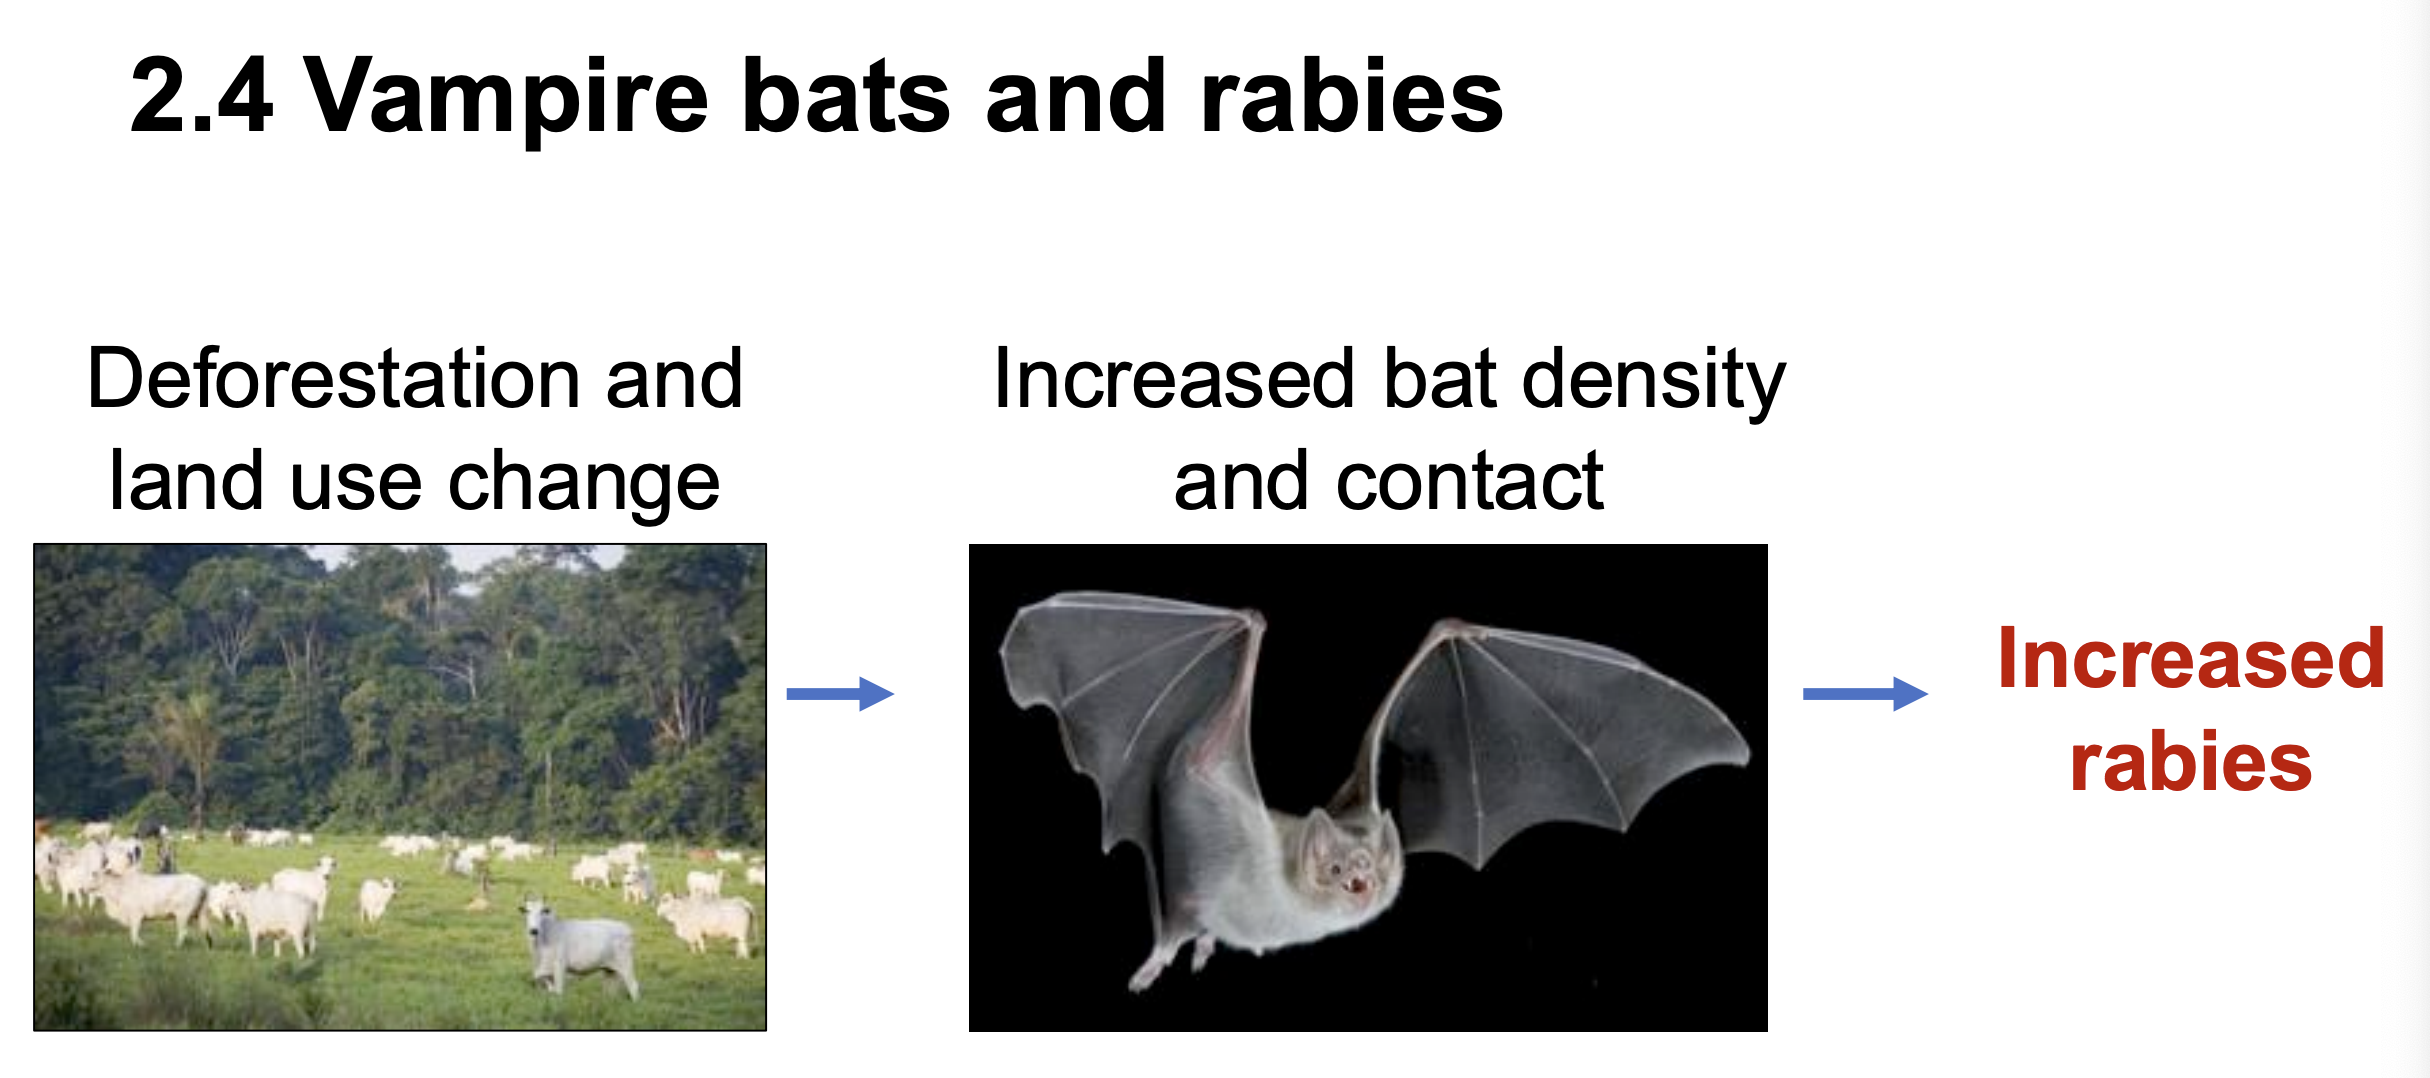 2.4 Vampire bats and rabies
Deforestation and
land use change
Increased bat density
and contact
Increased
rabies